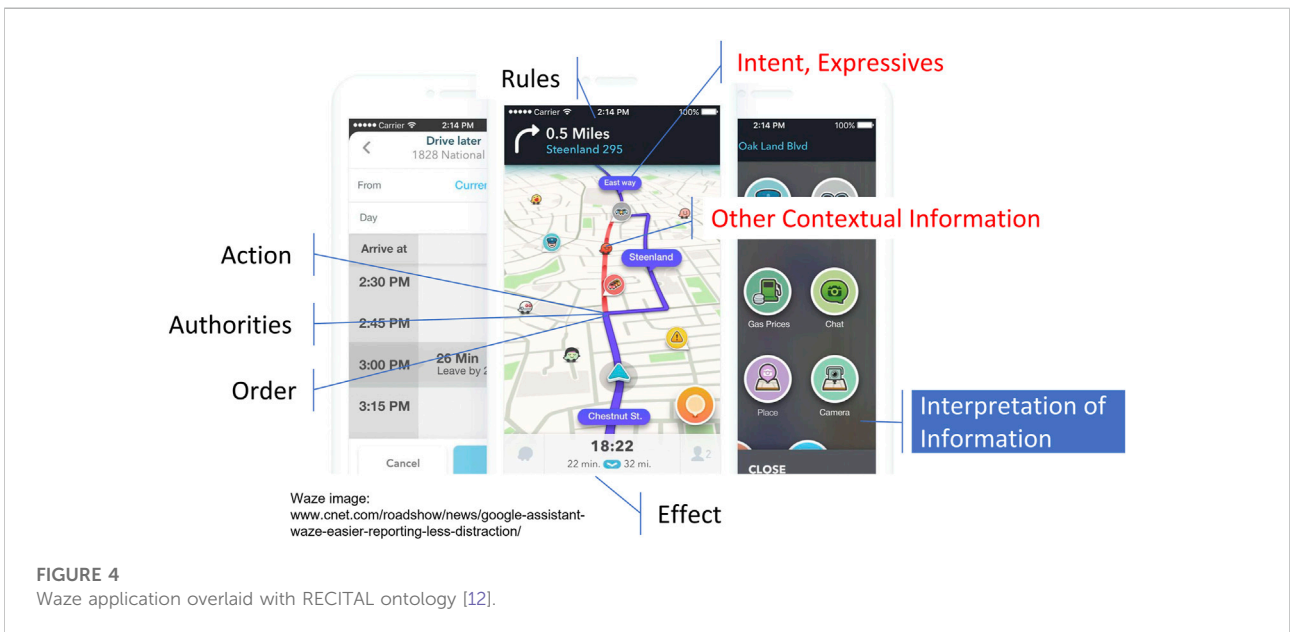 Intent, Expressives
Rules
Carrier 2:14 PM
Drive later
1828 National
From Curre
Day
Arrive at
2:30 PM
2:45 PM
3:00 PM 26 Min
Leave by 2
3:15 PM
Cancel
Carrier 2:14 PM 100%
0.5 Miles
Steenland 295
East way
Steenland
Chestnut St.
18:22
22 min. 32 mi.
2
2:14 PM 100%
Oak Land Blvd
Gas Prices Chat
Place Camera
CLOSE
Other Contextual Information
Action
Authorities
Order
Interpretation of
Information
Effect
Waze image:
www.cnet.com/roadshow/news/google-assistant-
waze-easier-reporting-less-distraction/
FIGURE 4
Waze application overlaid with RECITAL ontology [12].